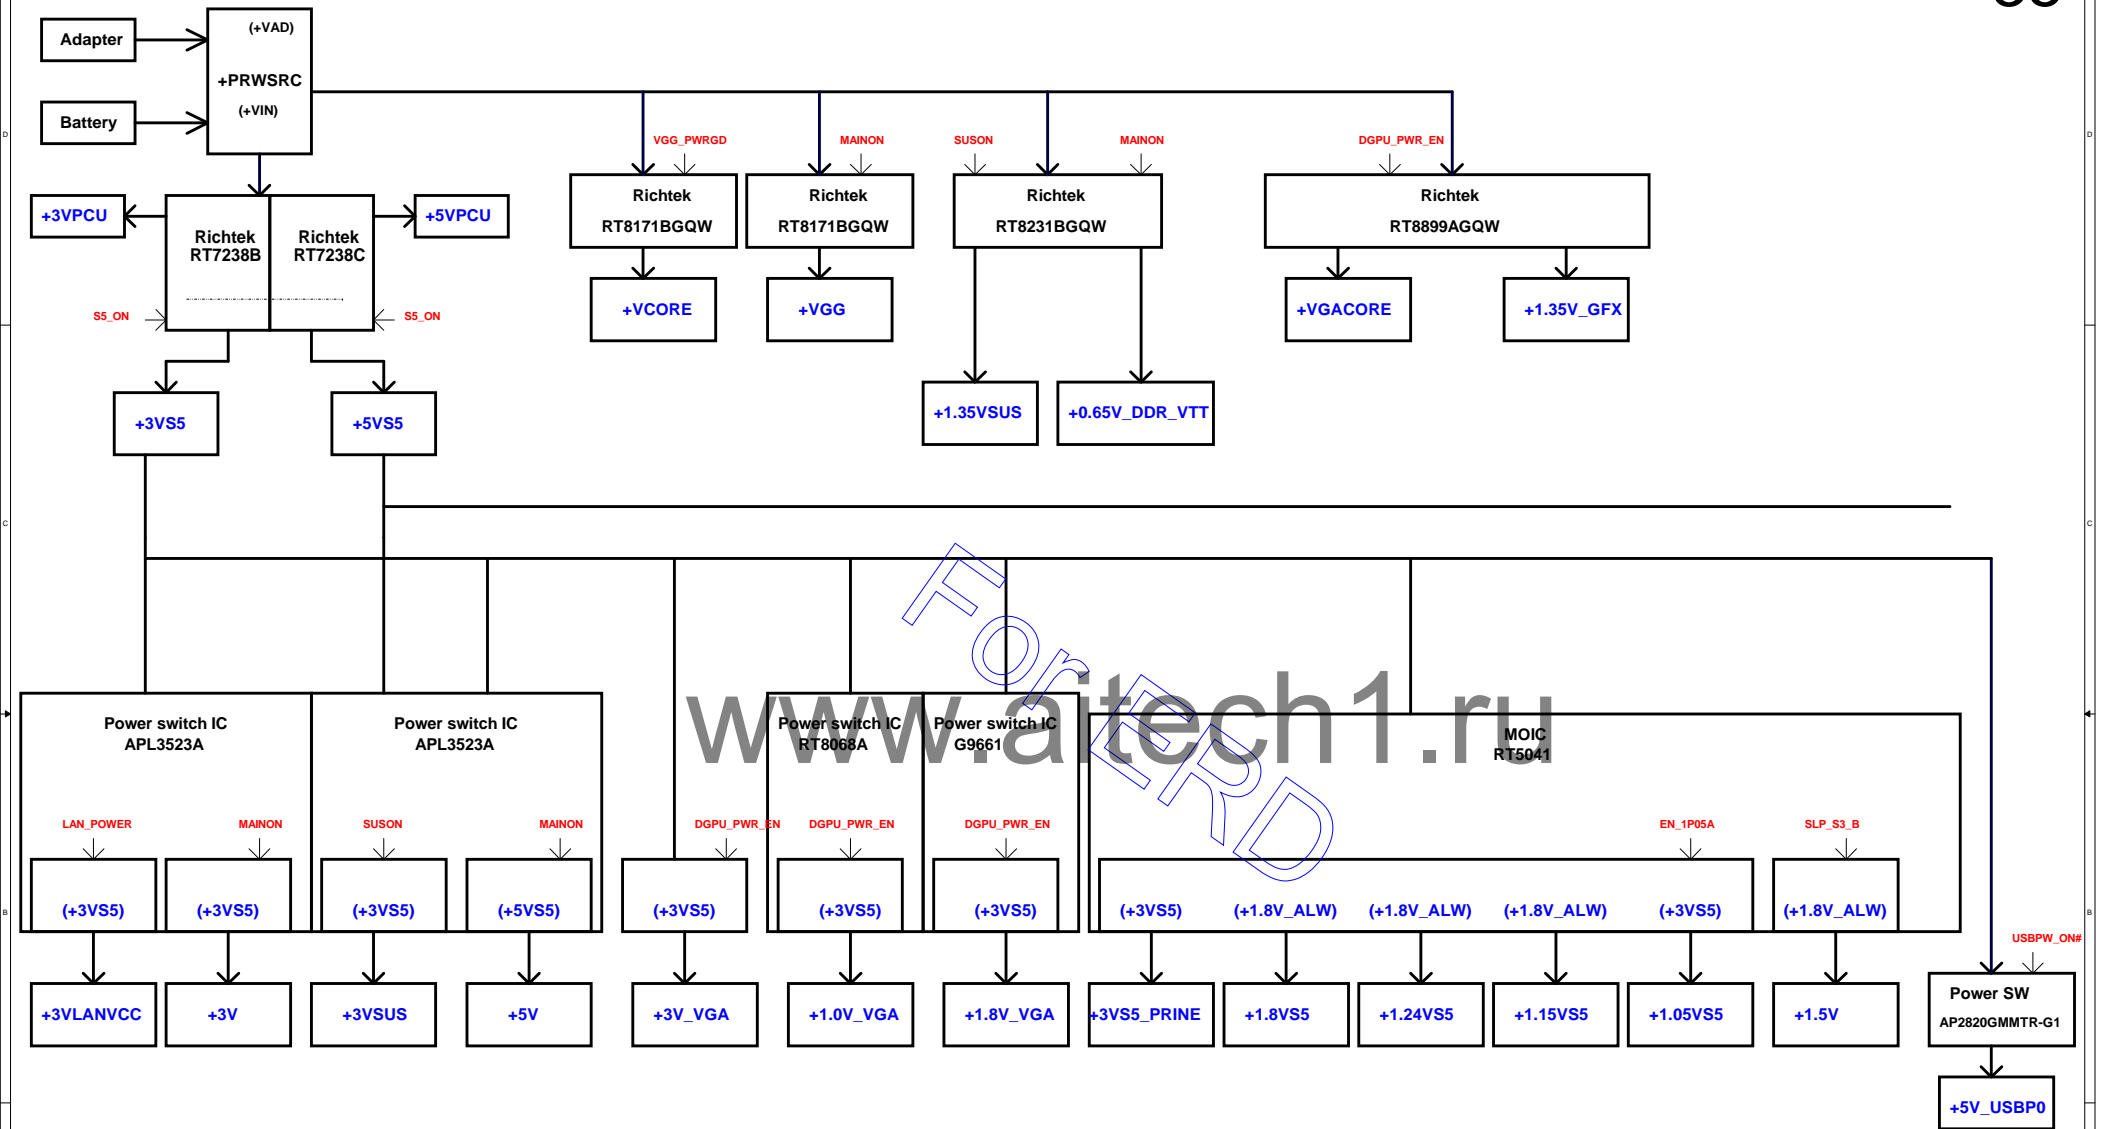 Adapter
(+VAD)
+PRWSRC
(+VIN)
Battery
VGG_PWRGD
MAINON
SUSON
MAINON
DGPU_PWR_EN
D
D
Richtek
RT8171BGQW
Richtek
RT8171BGQW
Richtek
RT8231BGQW
Richtek
RT8899AGQW
+3VPCU
Richtek
RT7238B
Richtek
RT7238C
+5VPCU
S5_ON
S5_ON
+VCORE
+VGG
+VGACORE
+1.35V_GFX
+3VS5
+5VS5
+1.35VSUS
+0.65V_DDR_VTT
C
C
For ERD
www.aitech1.ru
Power switch IC
APL3523A
Power switch IC
APL3523A
Power switch IC
RT8068A
Power switch IC
G9661
MOIC
RT5041
LAN_POWER
MAINON
SUSON
MAINON
DGPU_PWR_EN
DGPU_PWR_EN
DGPU_PWR_EN
EN_1P05A
SLP_S3_B
B
B
(+3VS5)
(+3VS5)
(+3VS5)
(+5VS5)
(+3VS5)
(+3VS5)
(+3VS5)
(+3VS5)
(+1.8V_ALW)
(+1.8V_ALW)
(+1.8V_ALW)
(+3VS5)
(+1.8V_ALW)
USBPW_ON#
+3VLANVCC
+3V
+3VSUS
+5V
+3V_VGA
+1.0V_VGA
+1.8V_VGA
+3VS5_PRINE
+1.8VS5
+1.24VS5
+1.15VS5
+1.05VS5
+1.5V
Power SW
AP2820GMMTR-G1
+5V_USBP0